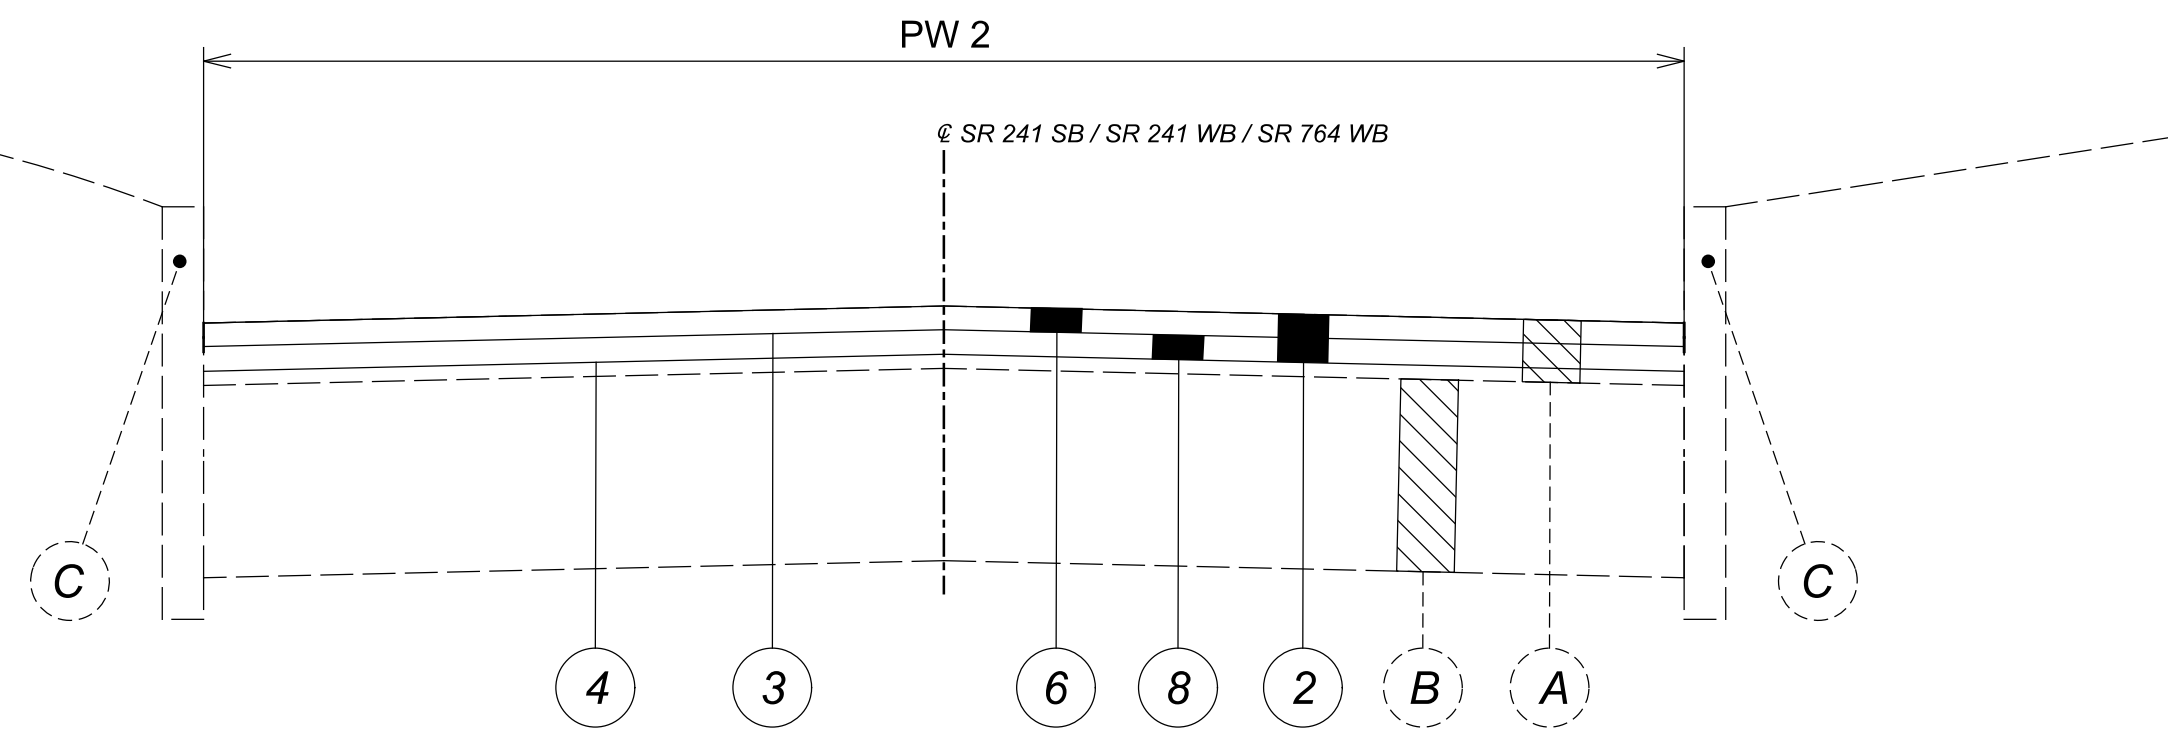 PW 2
℄ SR 241 SB / SR 241 WB / SR 764 WB
C
C
4
3
6
8
2
B
A